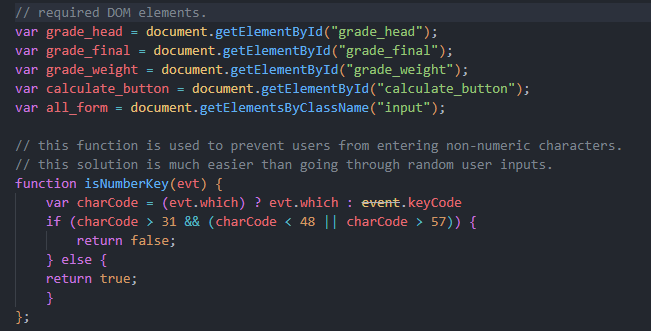 // required DOM elements.
var grade_head = document.getElementById("grade_head");
var grade_final = document.getElementById("grade_final");
var grade_weight = document.getElementById("grade_weight");
var calculate_button = document.getElementById("calculate_button");
var all_form = document.getElementsByClassName("input");

// this function is used to prevent users from entering non-numeric characters.
// this solution is much easier than going through random user inputs.
function isNumberKey(evt) {
    var charCode = (evt.which) ? evt.which : event.keyCode
    if (charCode > 31 && (charCode < 48 || charCode > 57)) {
        return false;
    } else {
    return true;
    }
};